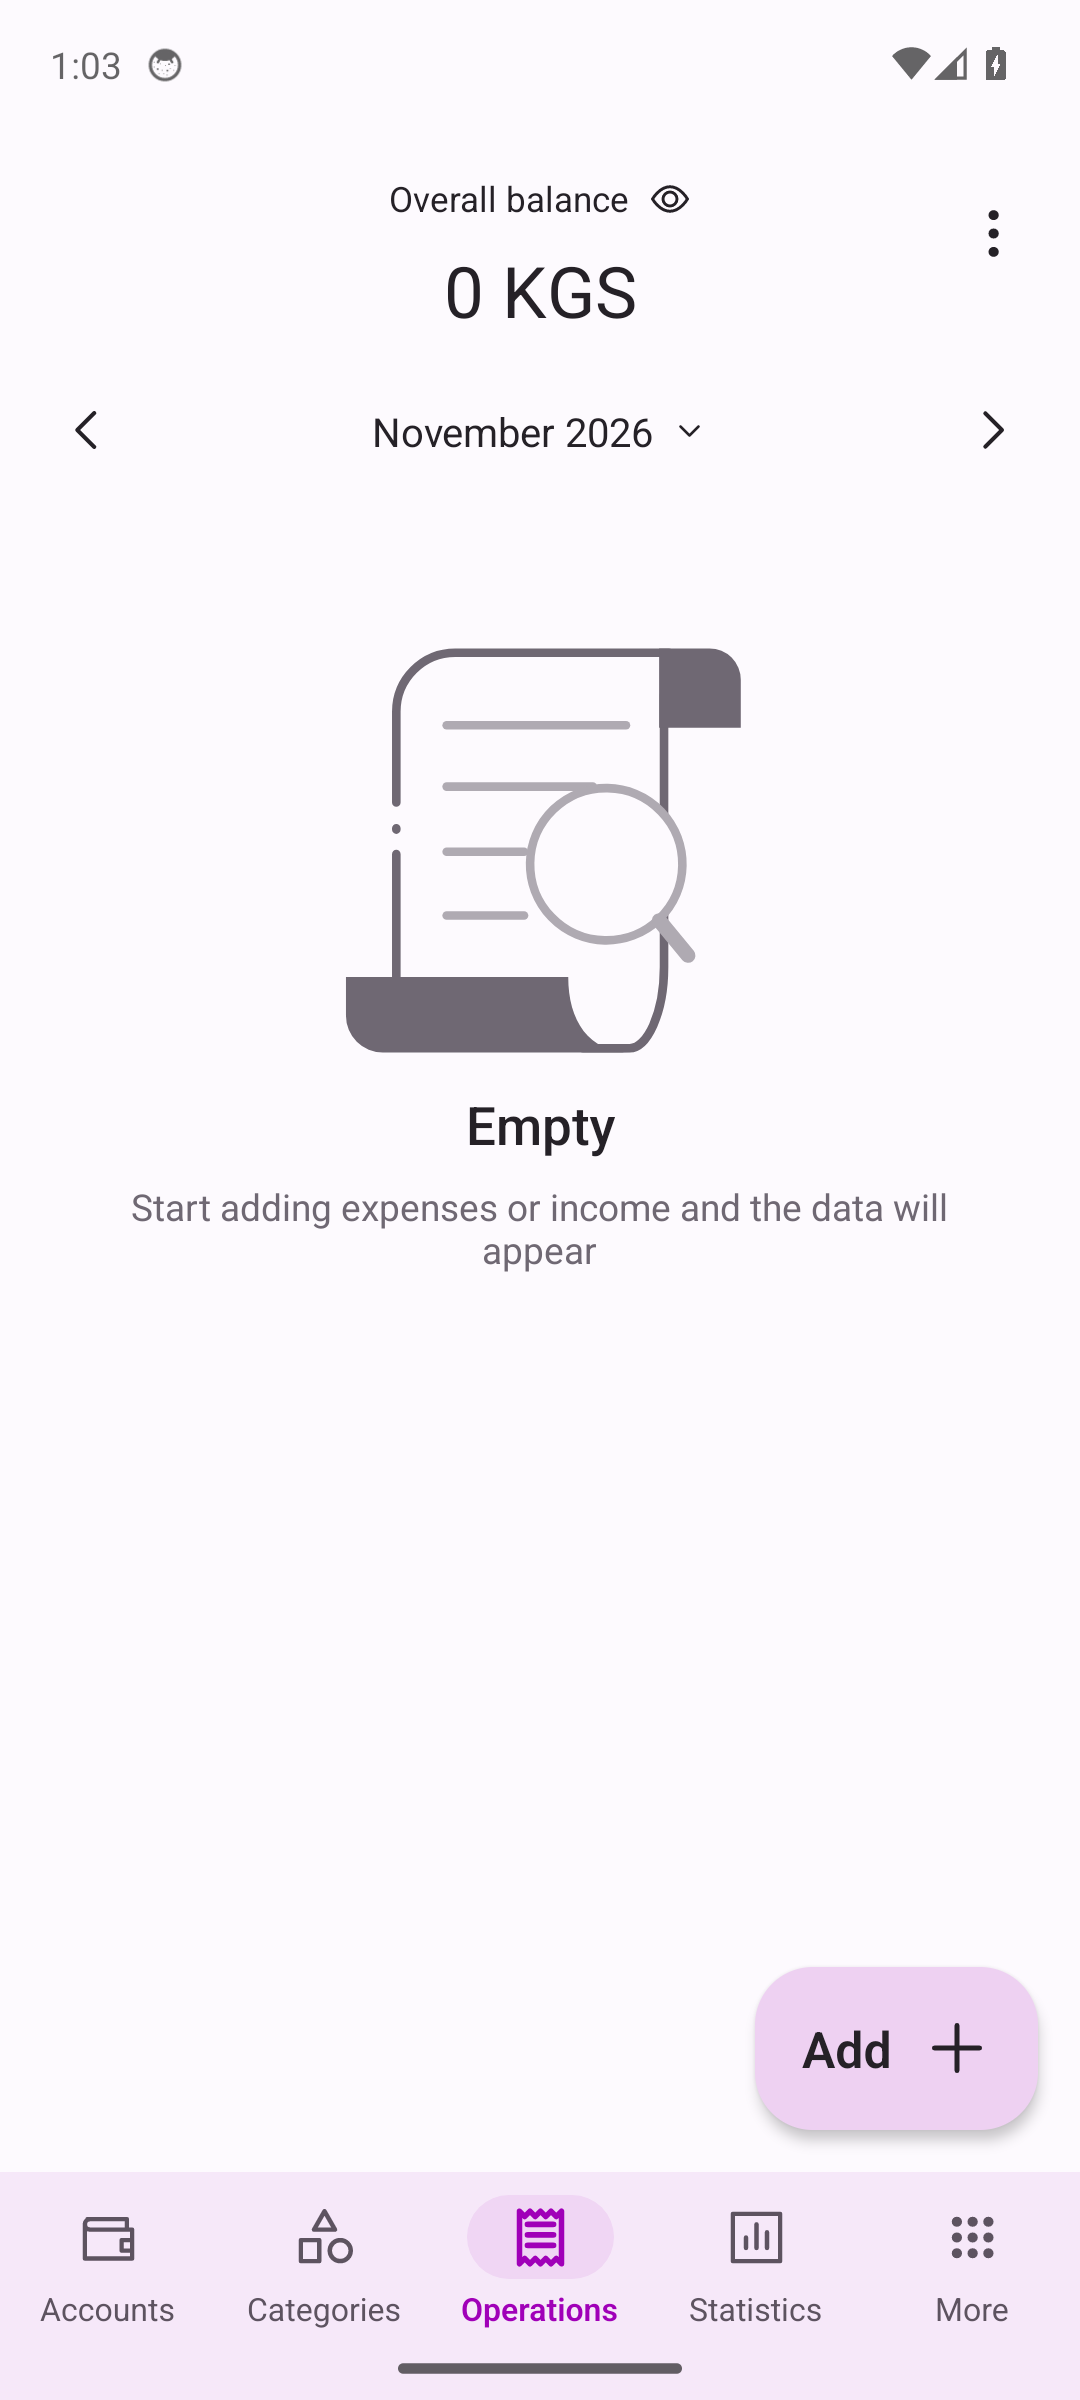 1:03
Overall balance
0 KGS
November 2026
Empty
Start adding expenses or income and the data will
appear
Add
Accounts
Categories
Operations
Statistics
More